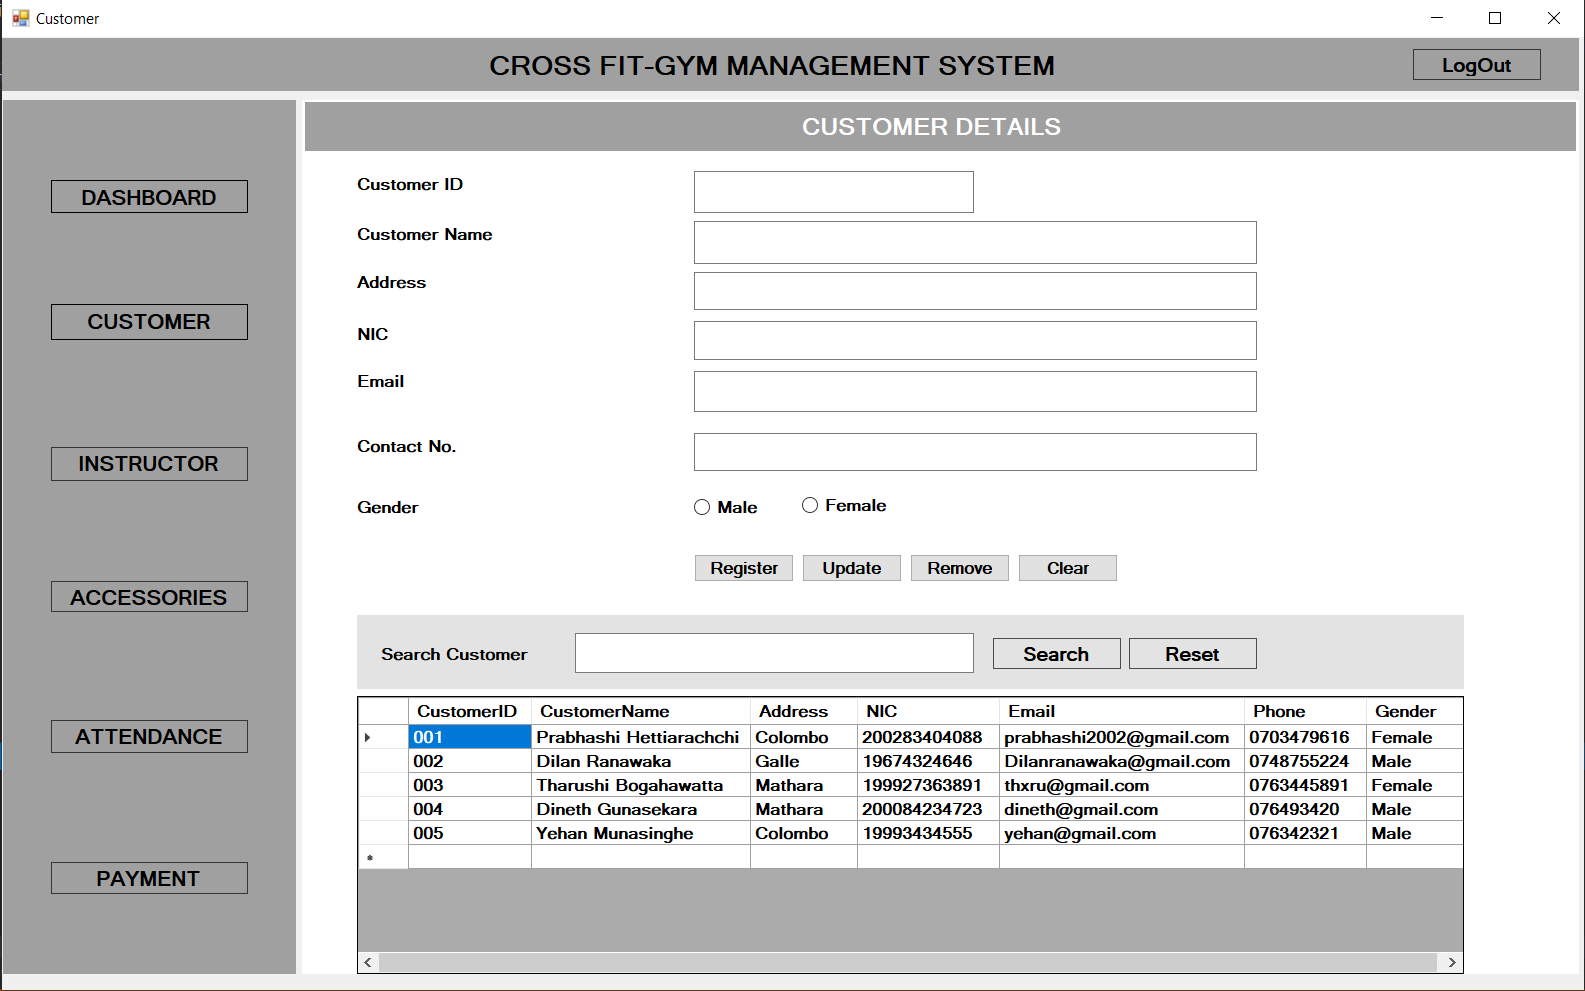 Customer
CROSS FIT-GYM MANAGEMENT SYSTEM
LogOut
DASHBOARD
CUSTOMER
INSTRUCTOR
ACCESSORIES
ATTENDANCE
PAYMENT
CUSTOMER DETAILS
Customer ID
Customer Name
Address
NIC
Email
Contact No.
Gender Male Female
Register Update Remove Clear
Search Customer Search Reset
CustomerID CustomerName Address NIC Email Phone Gender
001 Prabhashi Hettiarachchi Colombo 200283404088 prabhashi2002@gmail.com 0703479616 Female
002 Dilan Ranawaka Galle 19674324646 Dilanranawaka@gmail.com 0748755224 Male
003 Tharushi Bogahawatta Mathara 199927363891 thxru@gmail.com 0763445891 Female
004 Dineth Gunasekara Mathara 200084234723 dineth@gmail.com 076493420 Male
005 Yehan Munasinghe Colombo 19993434555 yehan@gmail.com 076342321 Male